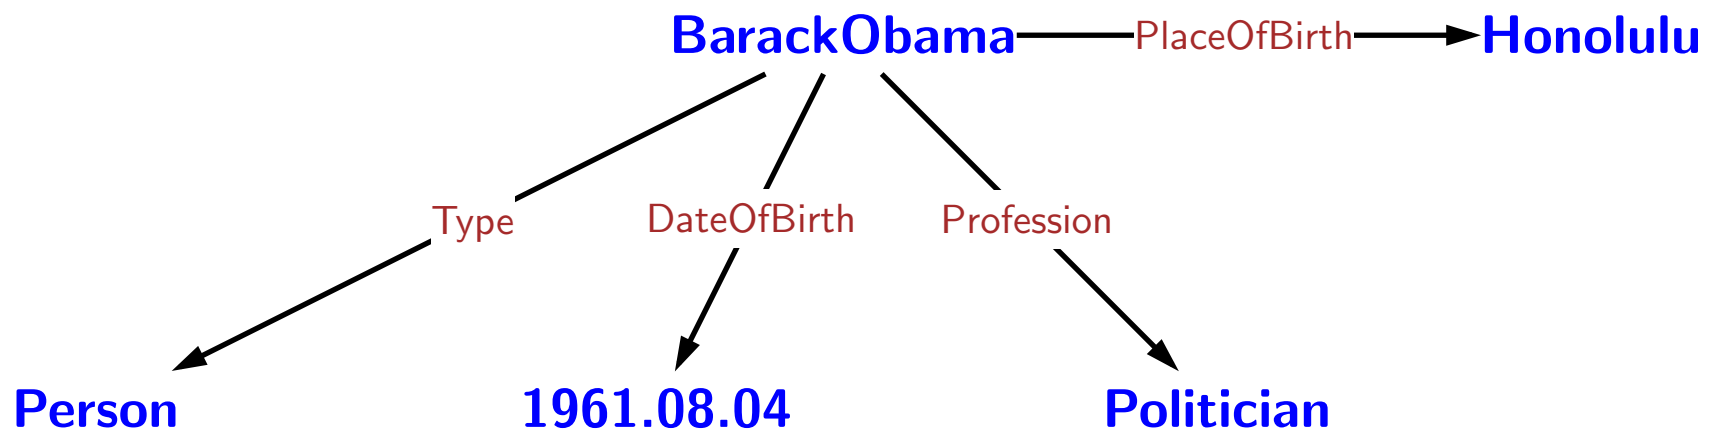 BarackObama PlaceOfBirth Honolulu
Type DateOfBirth Profession
Person 1961.08.04 Politician